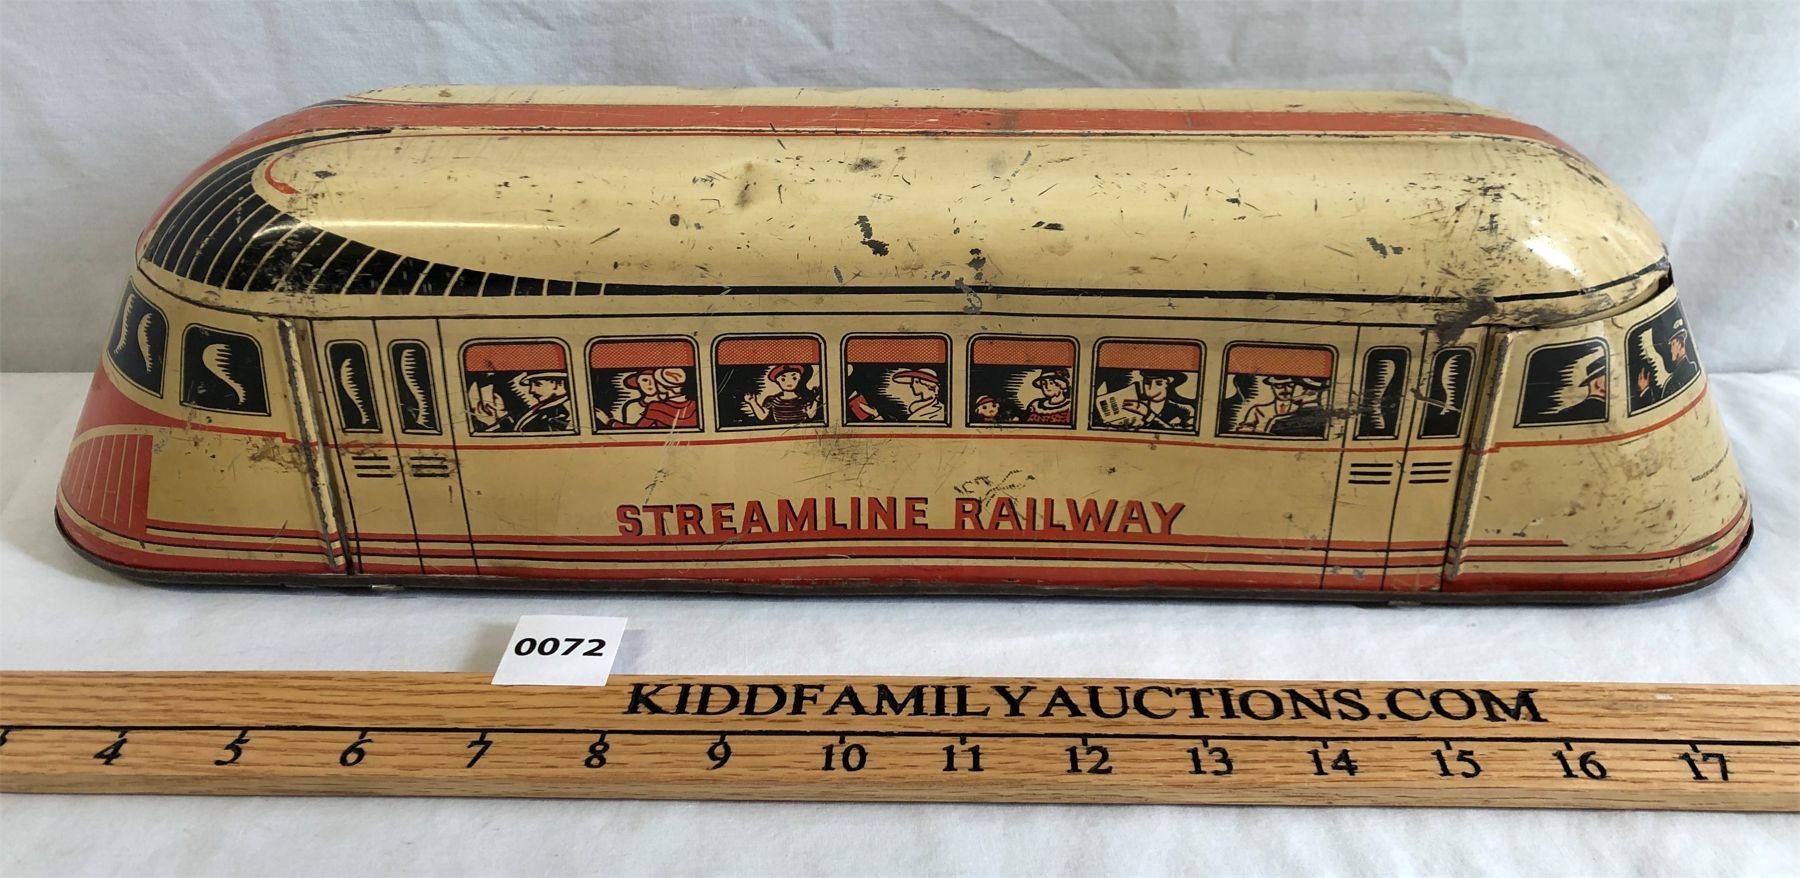 STREAMLINE RAILWAY
0072
KIDDFAMILYAUCTIONS.COM
4 5 6 7 8 9 10 11 12 13 14 15 16 17